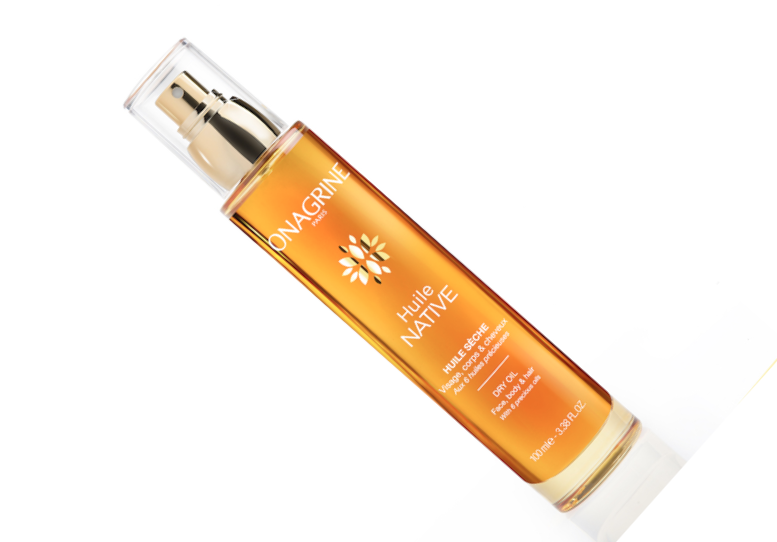 ONAGRINE
PARIS
Huile
NATIVE
HUILE SÈCHE
Visage, corps & cheveux
Aux 6 huiles précieuses
DRY OIL
Face, body & hair
With 6 precious oils
100 ml ℮ - 3.38 FL.OZ